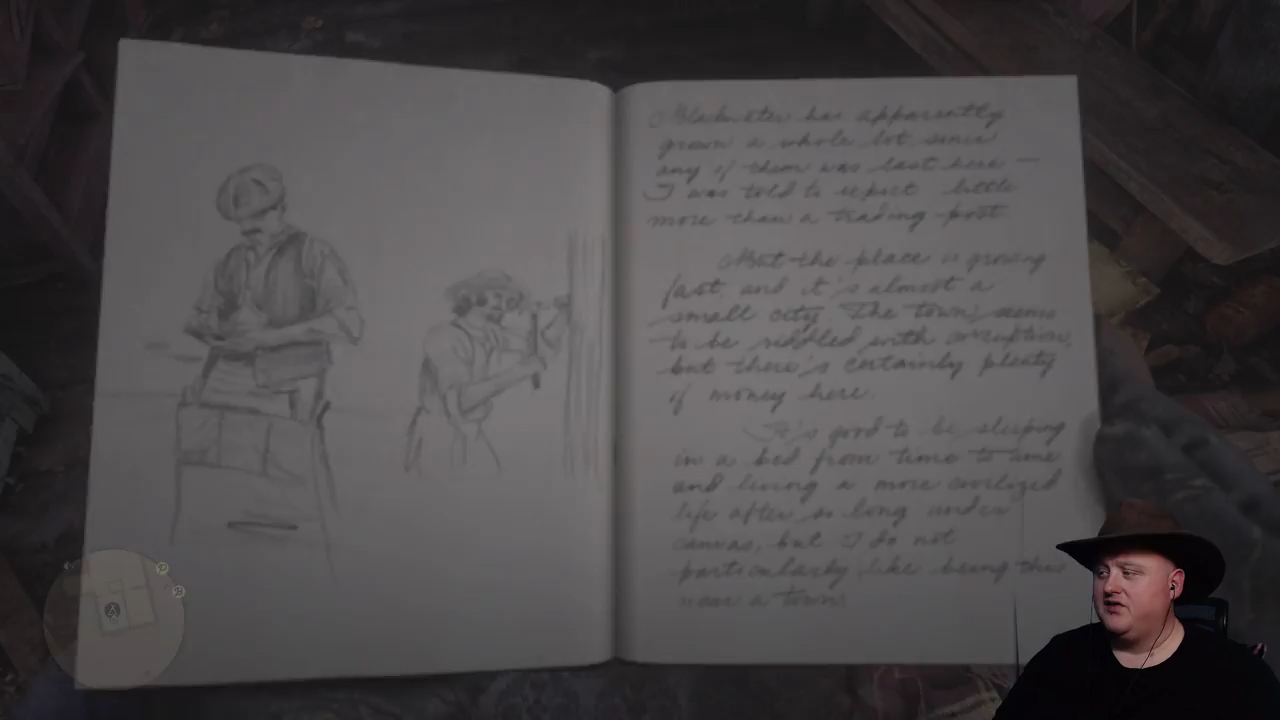 Blackwater has apparently
grown a whole lot since
any of them was last here —
I was told to expect little
more than a trading post
But the place is growing
fast, and it's almost a
small city. The town seems
to be riddled with corruption,
but there's certainly plenty
of money here.
It's good to be sleeping
in a bed from time to time
and living a more civilized
life after so long under
canvas, but I do not
particularly like being this
near a town.